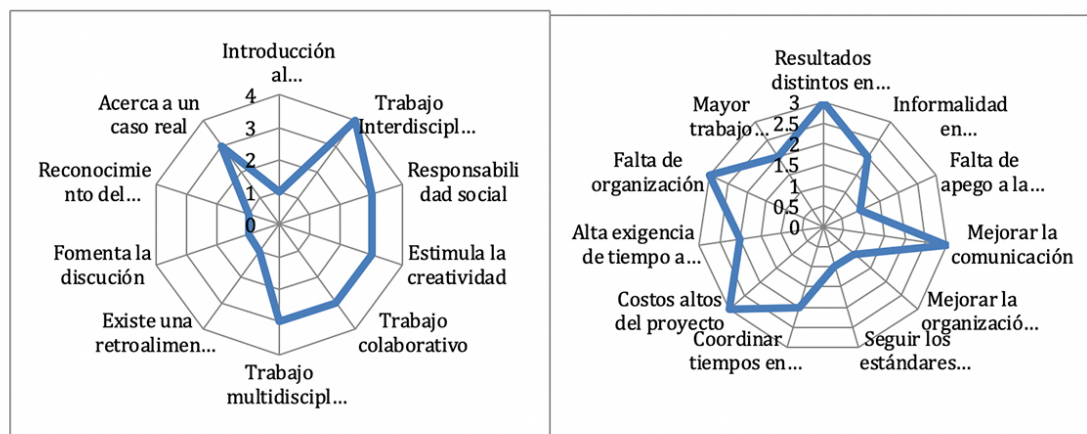 Introducción
al...
Trabajo
Interdiscipl...
Responsabili
dad social
Estimula la
creatividad
Trabajo
colaborativo
Trabajo
multidiscipl...
Existe una
retroalimen...
Fomenta la
discución
Reconocimie
nto del...
Acerca a un
caso real
4
3
2
1
0
Resultados
distintos en...
Informalidad
en...
Falta de
apego a la...
Mejorar la
comunicación
Mejorar la
organizació...
Seguir los
estándares...
Coordinar
tiempos en...
Costos altos
del proyecto
Alta exigencia
de tiempo a...
Falta de
organización
Mayor
trabajo...
3
2.5
2
1.5
1
0.5
0